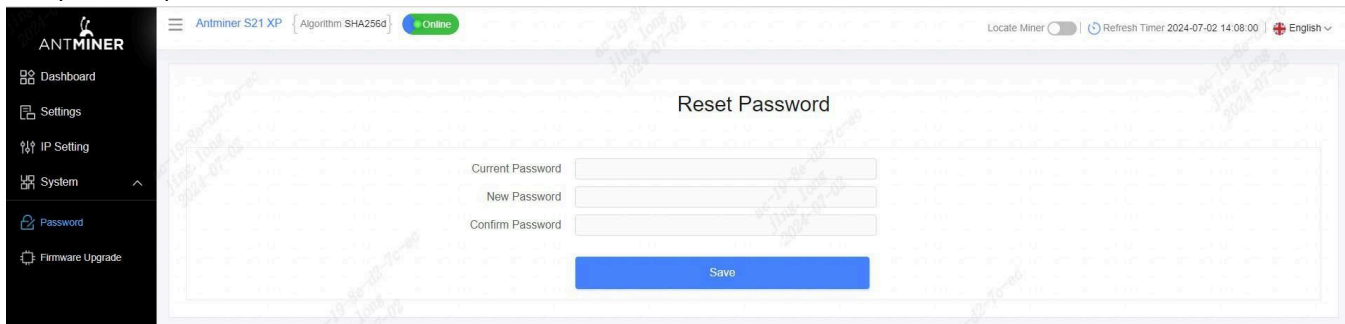 ANTMINER
Antminer S21 XP { Algorithm SHA256d } Online
Locate Miner | Refresh Timer 2024-07-02 14:08:00 | English
Dashboard
Settings
IP Setting
System
Password
Firmware Upgrade
Reset Password
Current Password
New Password
Confirm Password
Save